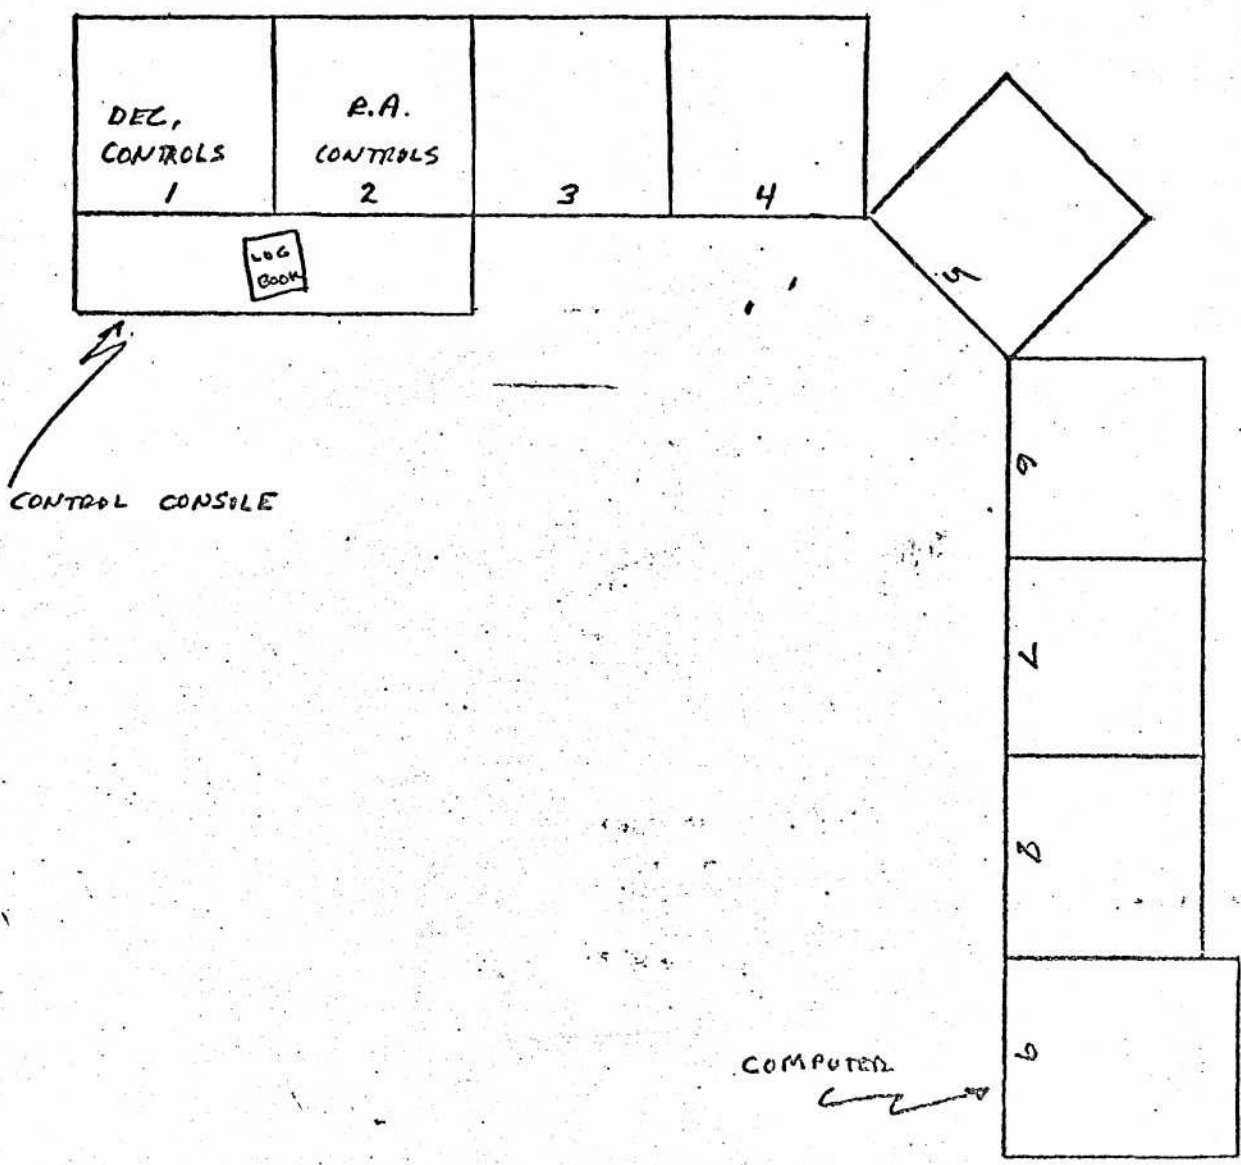 DEC,
CONTROLS
1
R.A.
CONTROLS
2
3
4
LOG
BOOK
5
CONTROL CONSOLE
6
7
8
9
COMPUTER